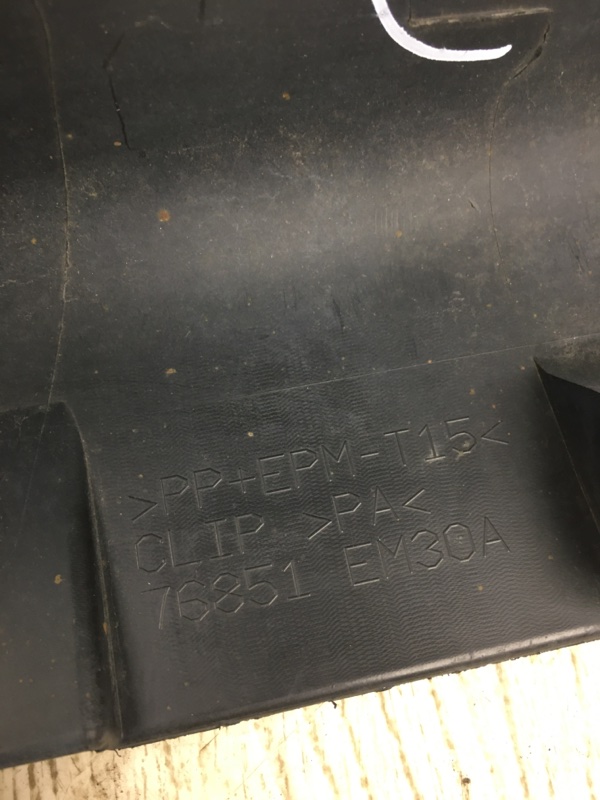 >PP+EPM-T15<
CLIP >PA<
76851 EM30A